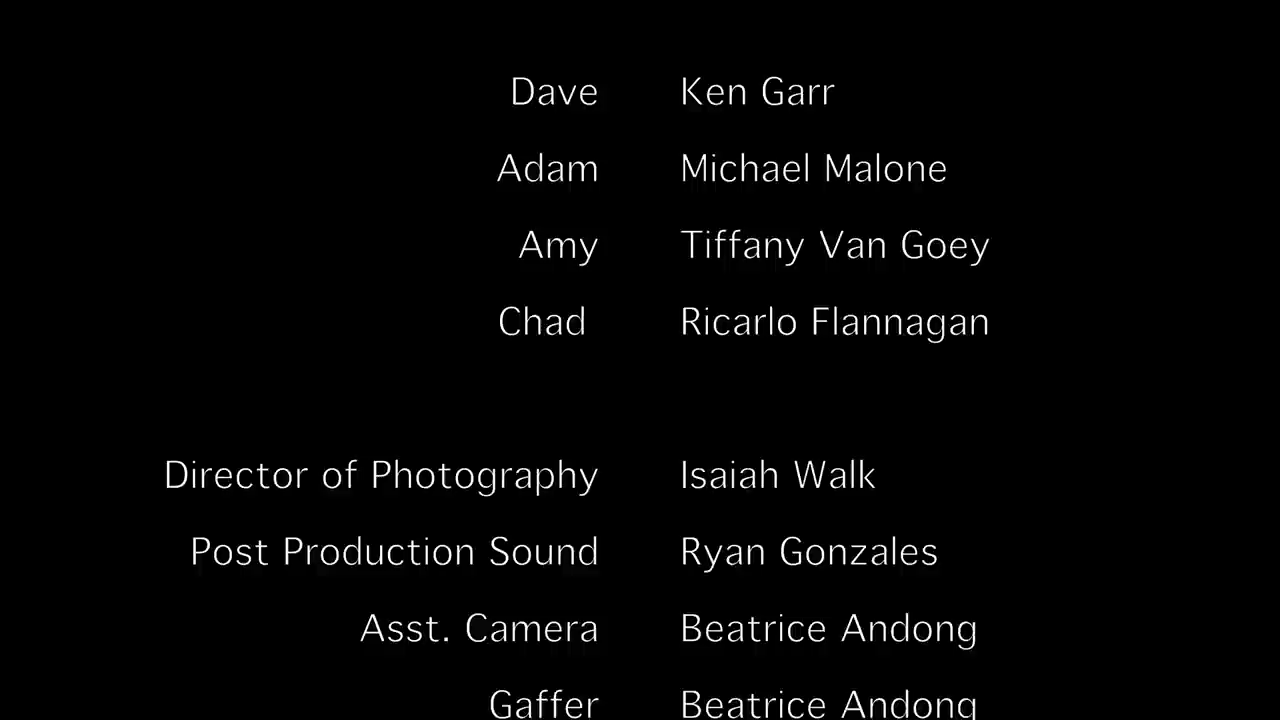 Dave Ken Garr
Adam Michael Malone
Amy Tiffany Van Goey
Chad Ricarlo Flannagan
Director of Photography Isaiah Walk
Post Production Sound Ryan Gonzales
Asst. Camera Beatrice Andong
Gaffer Beatrice Andong